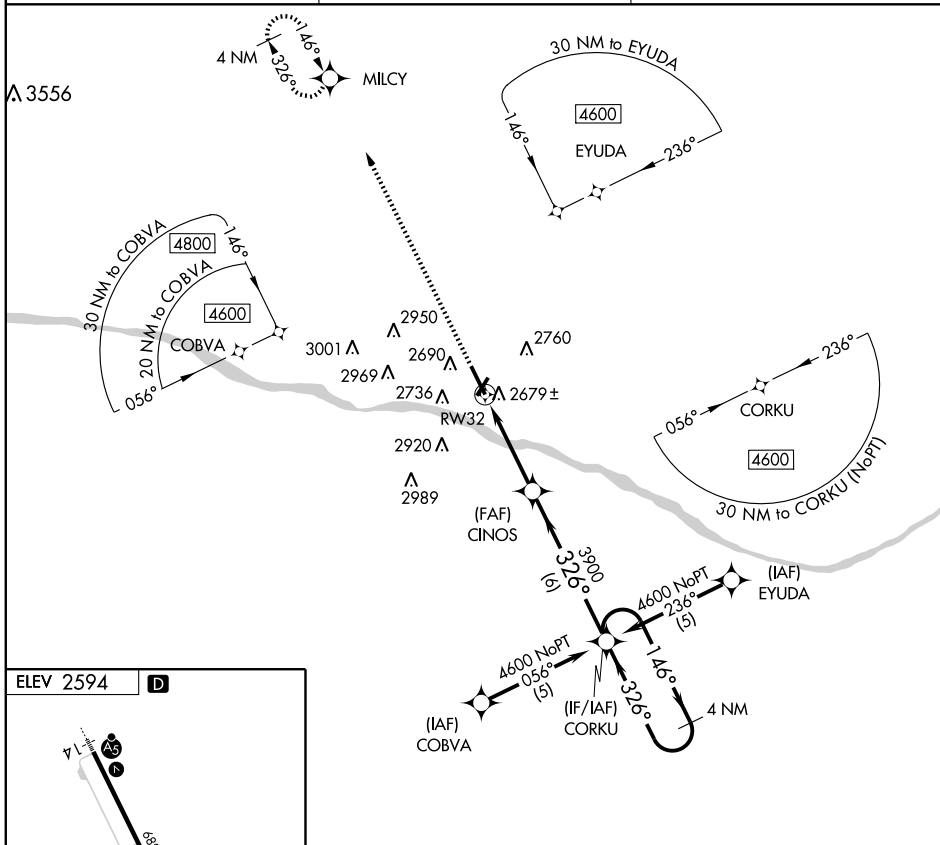 4 NM
146°
326°
MILCY
3556
30 NM to EYUDA
4600
EYUDA
146°
236°
30 NM to COBVA
4800
146°
20 NM to COBVA
4600
COBVA
056°
2950
3001
2690
2760
2969
2736
2679±
RW32
2920
2989
236°
056°
CORKU
4600
30 NM to CORKU (NoPT)
(FAF)
CINOS
3900
326°
(6)
4600 NoPT
236°
(5)
(IAF)
EYUDA
4600 NoPT
056°
(5)
(IAF)
COBVA
(IF/IAF)
CORKU
146°
326°
4 NM
ELEV 2594
D
14
A5